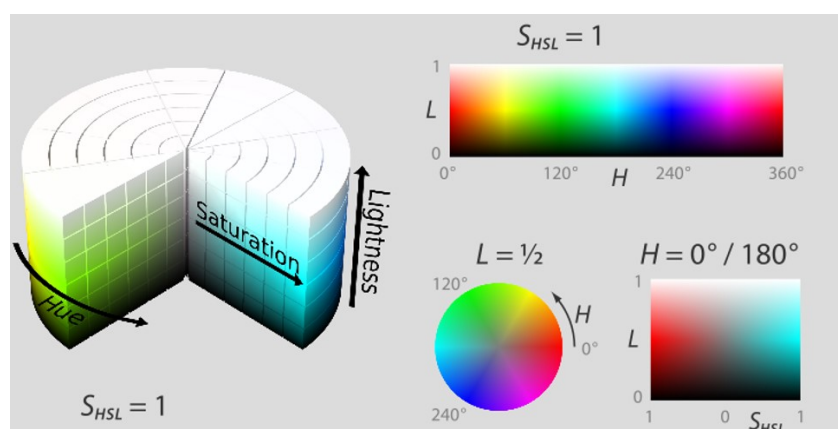 Hue
Saturation
Lightness
S_HSL = 1
S_HSL = 1
1
L
0
0°
120°
H
240°
360°
L = ½
120°
H
0°
240°
H = 0° / 180°
1
L
0
1
0
1
S_HSL